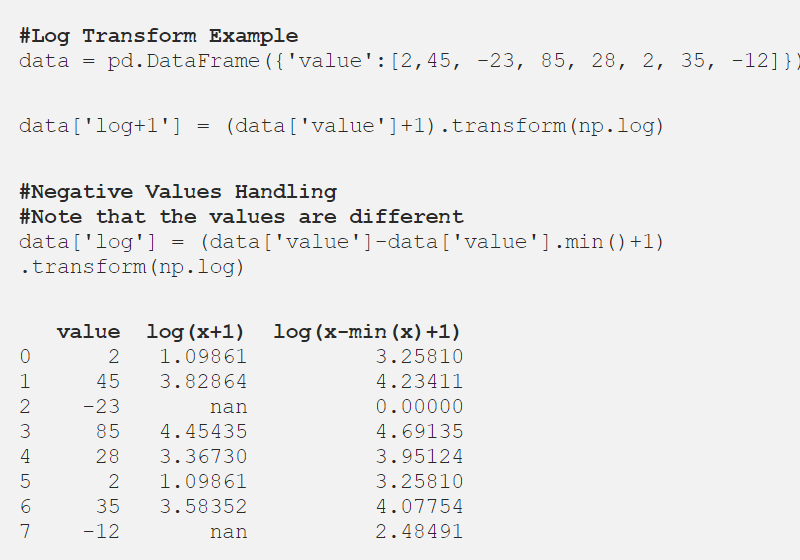 #Log Transform Example
data = pd.DataFrame({'value':[2,45, -23, 85, 28, 2, 35, -12]})
data['log+1'] = (data['value']+1).transform(np.log)
#Negative Values Handling
#Note that the values are different
data['log'] = (data['value']-data['value'].min()+1)
.transform(np.log)
value log(x+1) log(x-min(x)+1)
0 2 1.09861 3.25810
1 45 3.82864 4.23411
2 -23 nan 0.00000
3 85 4.45435 4.69135
4 28 3.36730 3.95124
5 2 1.09861 3.25810
6 35 3.58352 4.07754
7 -12 nan 2.48491